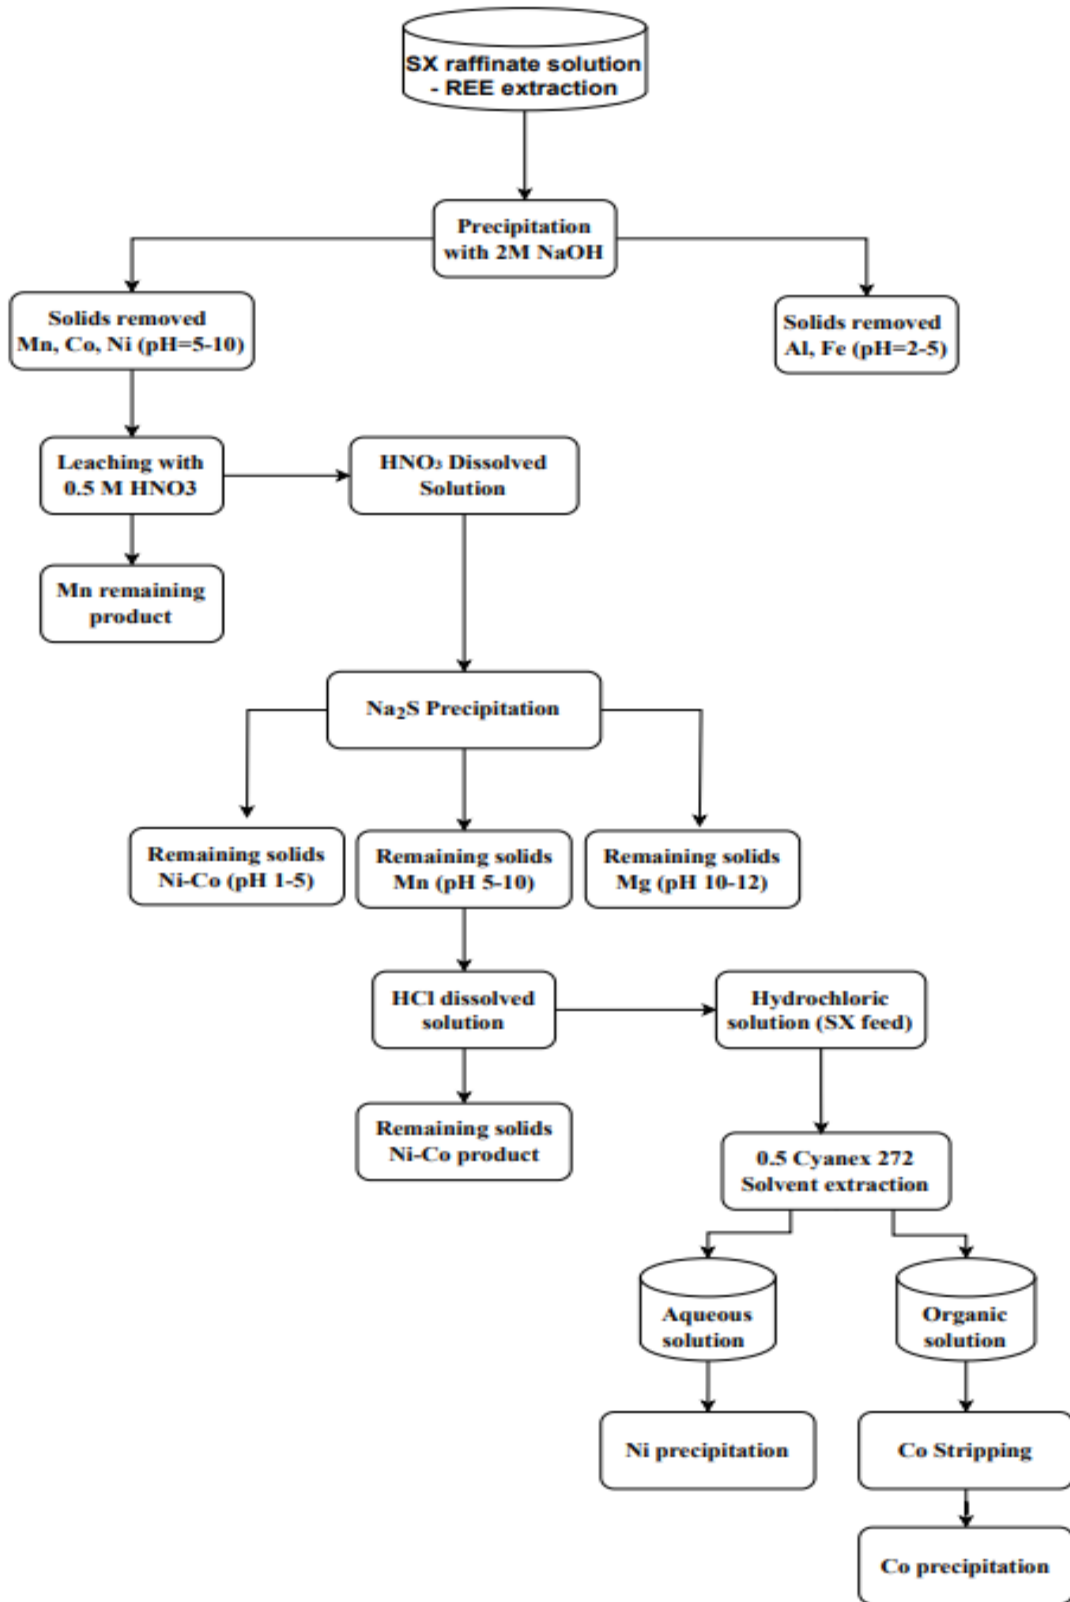 SX raffinate solution
- REE extraction
Precipitation
with 2M NaOH
Solids removed
Mn, Co, Ni (pH=5-10)
Solids removed
Al, Fe (pH=2-5)
Leaching with
0.5 M HNO3
HNO₃ Dissolved
Solution
Mn remaining
product
Na₂S Precipitation
Remaining solids
Ni-Co (pH 1-5)
Remaining solids
Mn (pH 5-10)
Remaining solids
Mg (pH 10-12)
HCl dissolved
solution
Hydrochloric
solution (SX feed)
Remaining solids
Ni-Co product
0.5 Cyanex 272
Solvent extraction
Aqueous
solution
Organic
solution
Ni precipitation
Co Stripping
Co precipitation